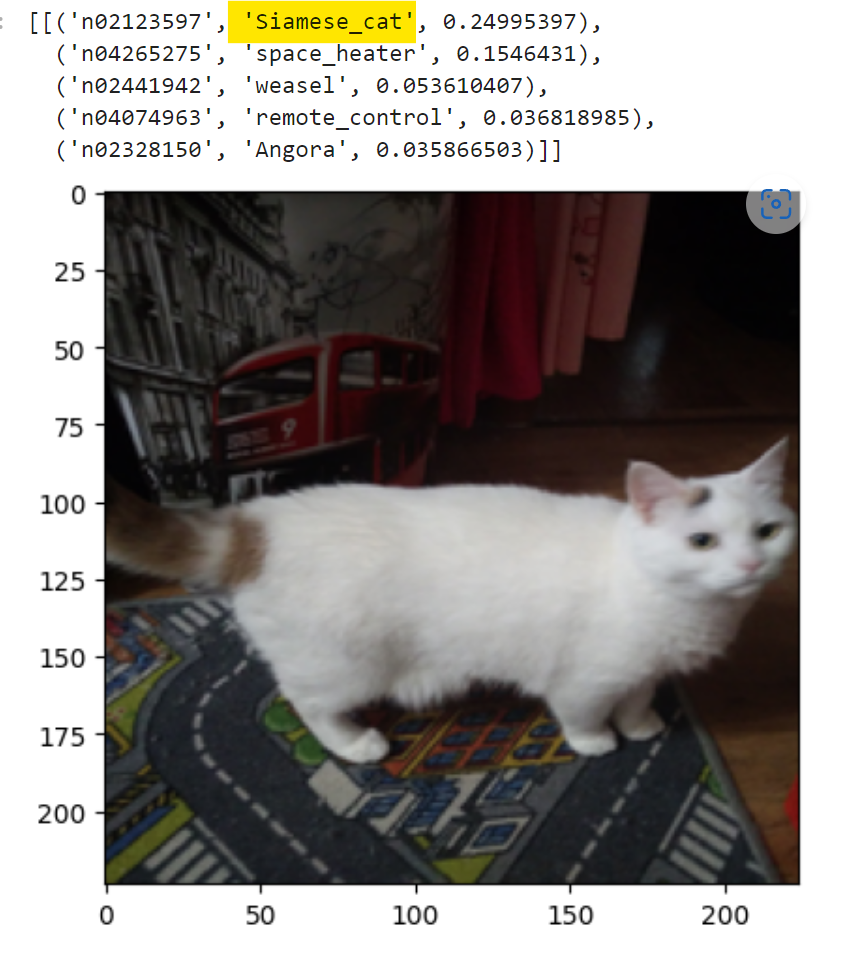 : [[('n02123597', 'Siamese_cat', 0.24995397),
('n04265275', 'space_heater', 0.1546431),
('n02441942', 'weasel', 0.053610407),
('n04074963', 'remote_control', 0.036818985),
('n02328150', 'Angora', 0.035866503)]]
0
25
50
75
9
100
125
150
175
200
0 50 100 150 200